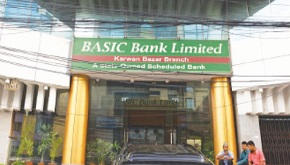 BASIC Bank Limited
Karwan Bazar Branch
A State Owned Scheduled Bank